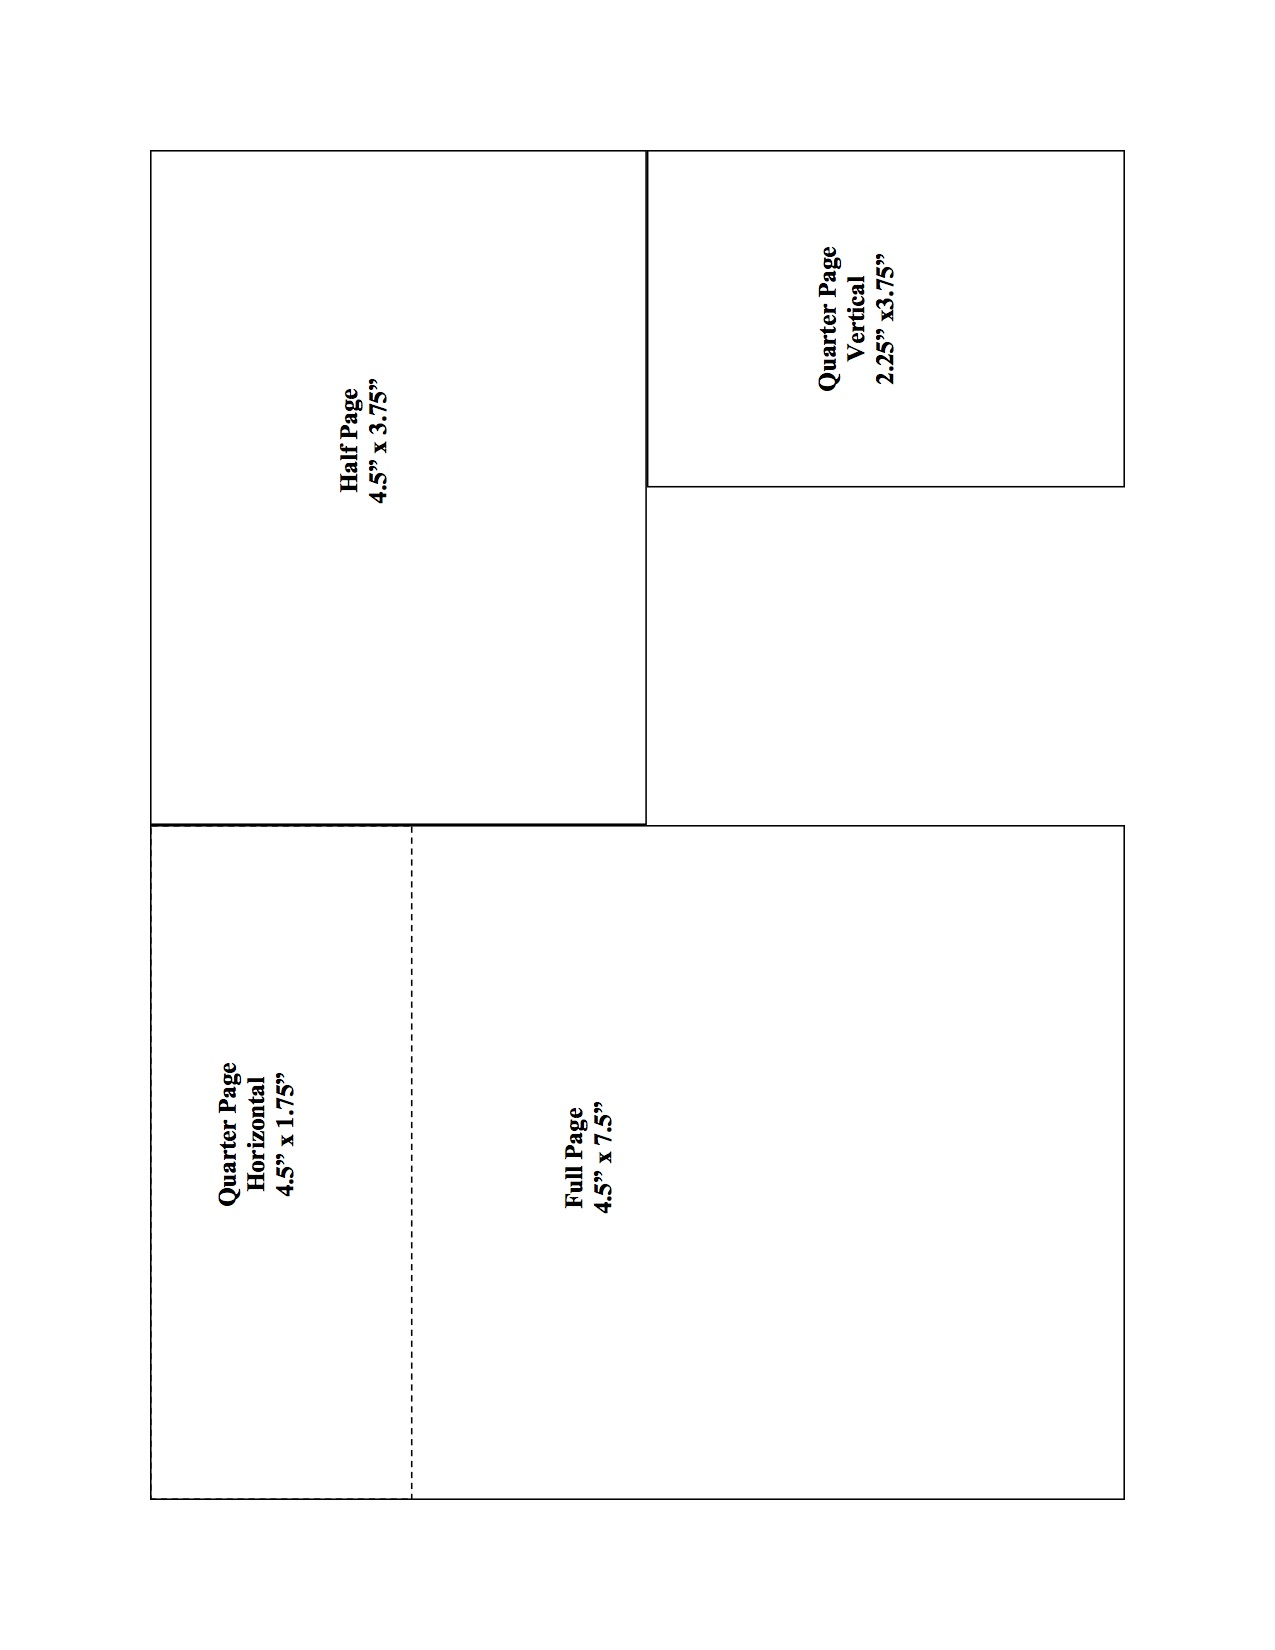 Quarter Page
Horizontal
4.5” x 1.75”
Full Page
4.5” x 7.5”
Half Page
4.5” x 3.75”
Quarter Page
Vertical
2.25” x3.75”